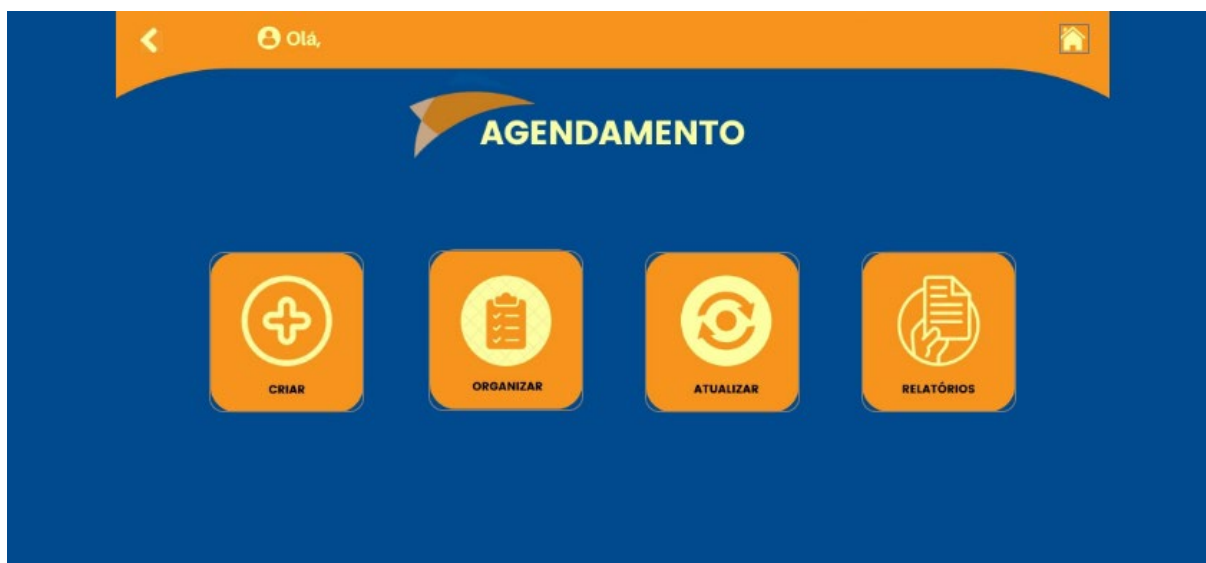 Olá,
AGENDAMENTO
CRIAR
ORGANIZAR
ATUALIZAR
RELATÓRIOS